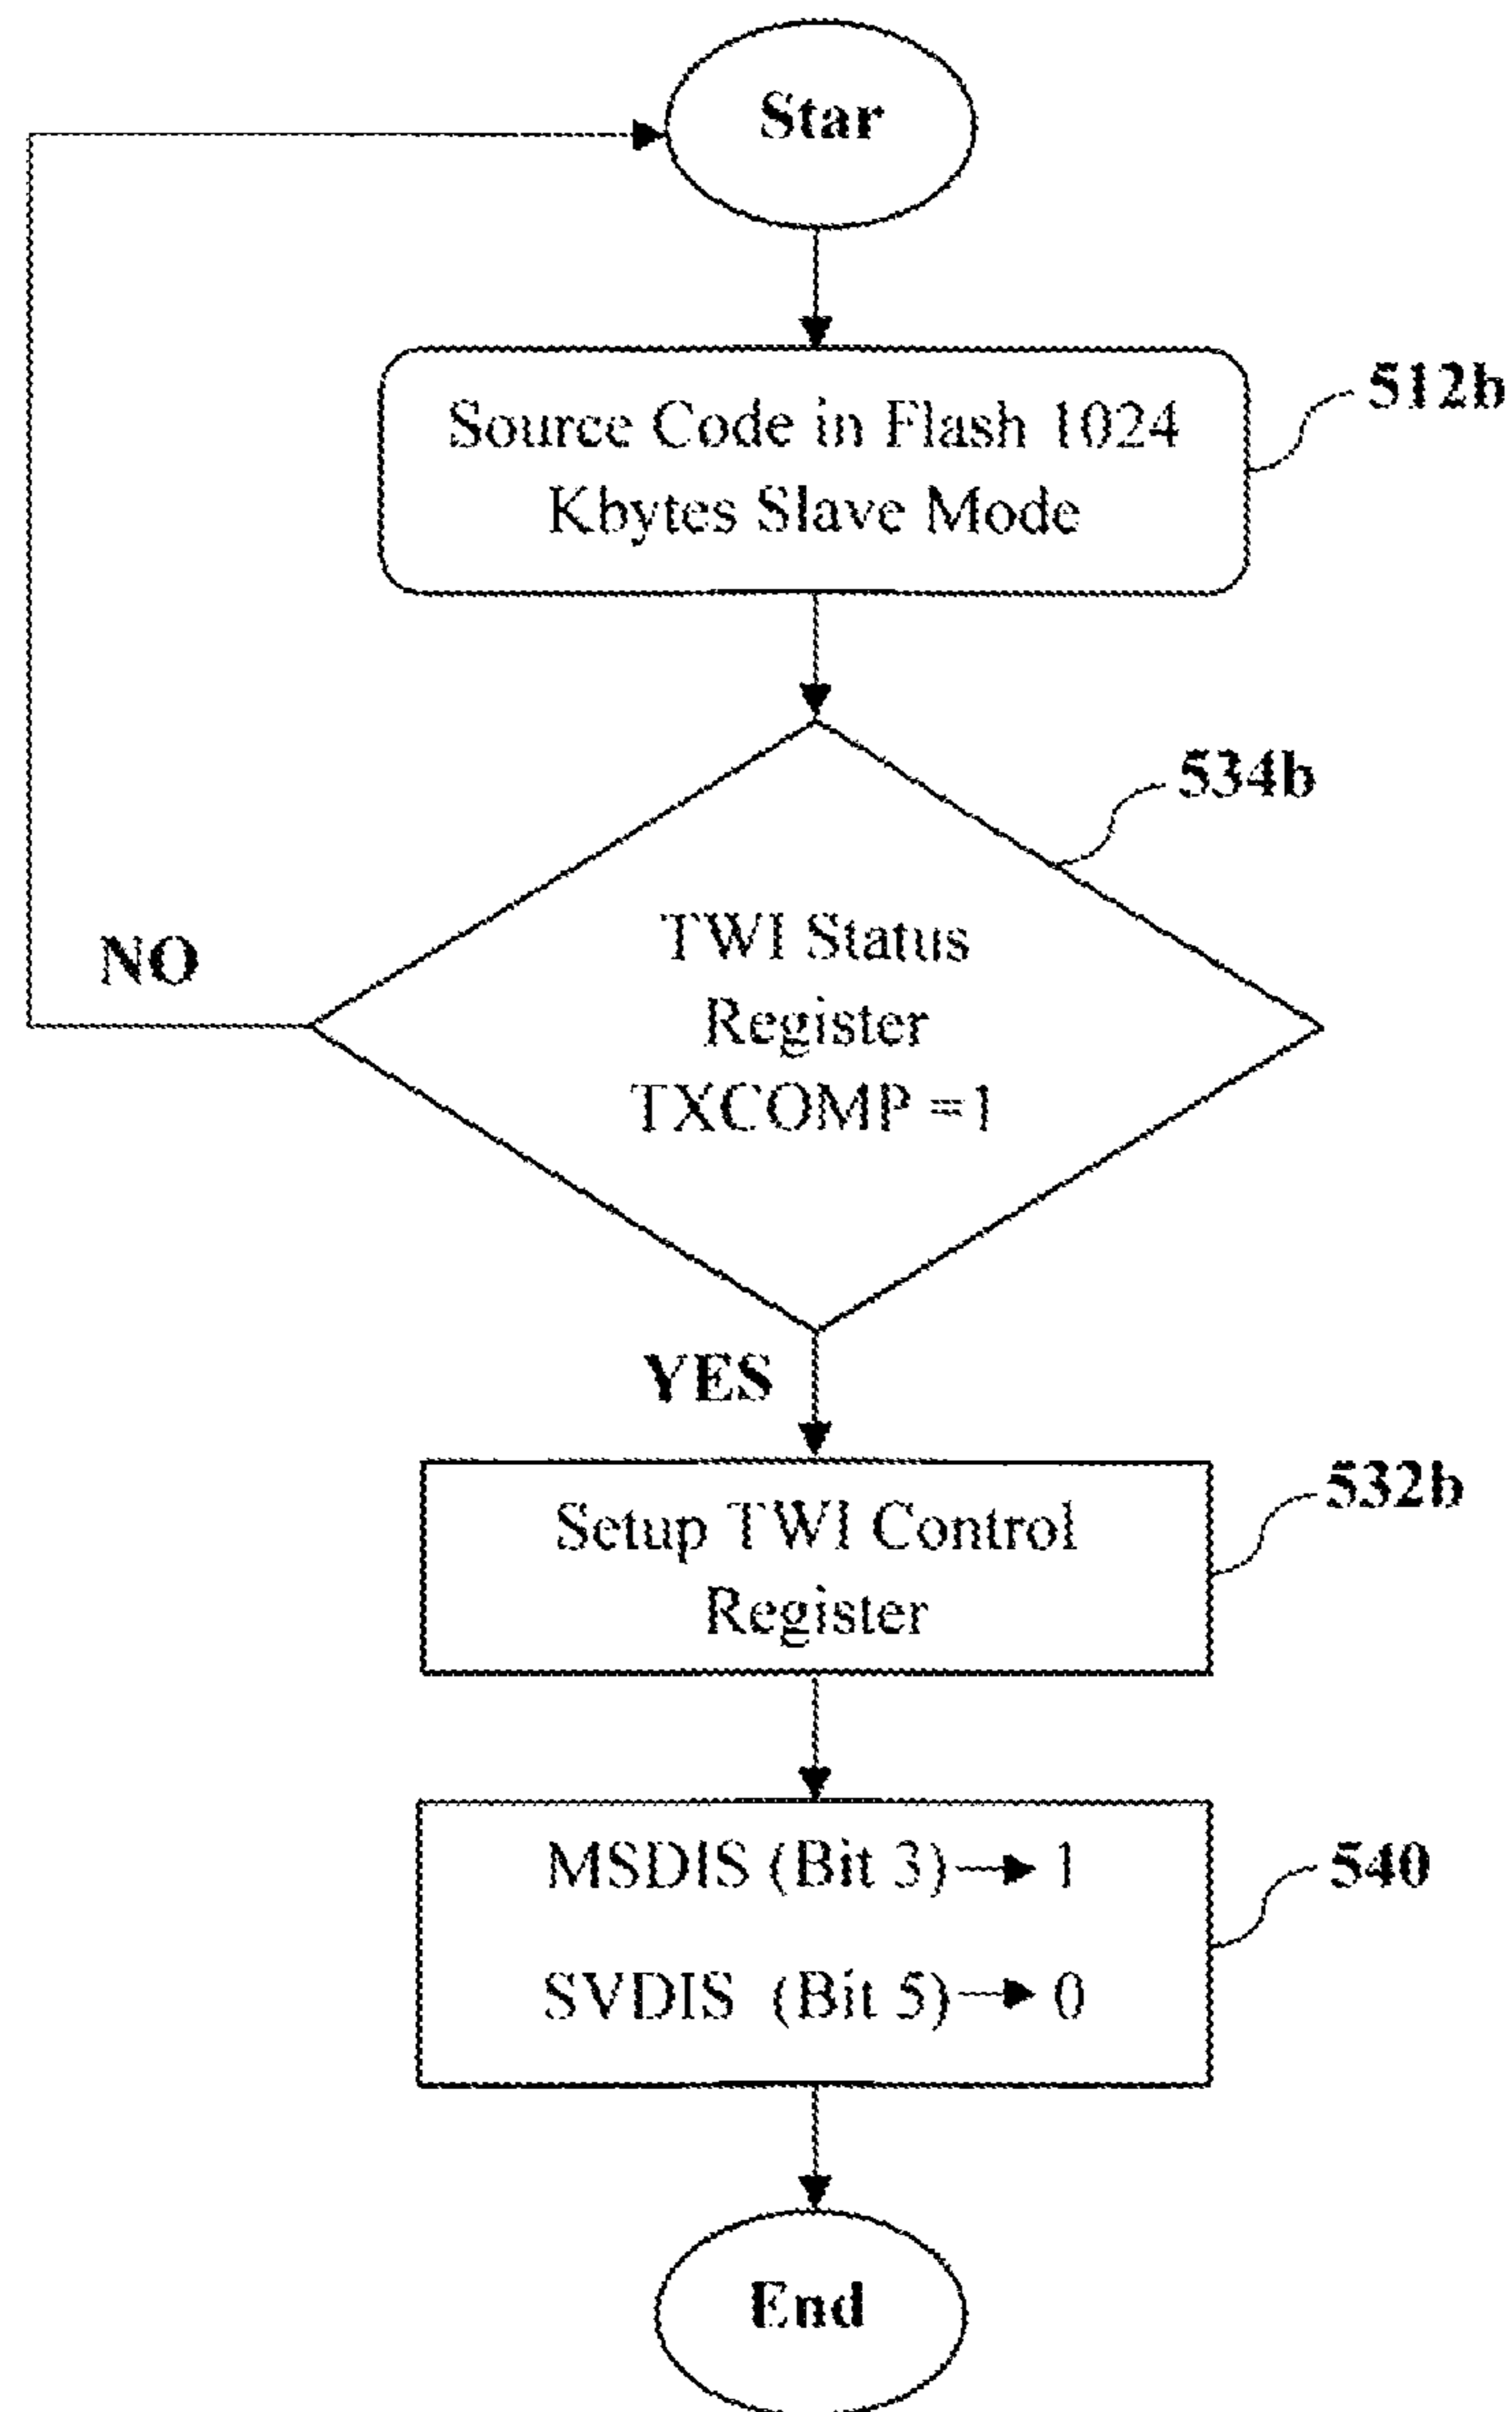 Star
Source Code in Flash 1024
Kbytes Slave Mode
512b
534b
TWI Status
Register
TXCOMP =1
NO
YES
Setup TWI Control
Register
532b
MSDIS (Bit 3) → 1
SVDIS (Bit 5) → 0
540
End